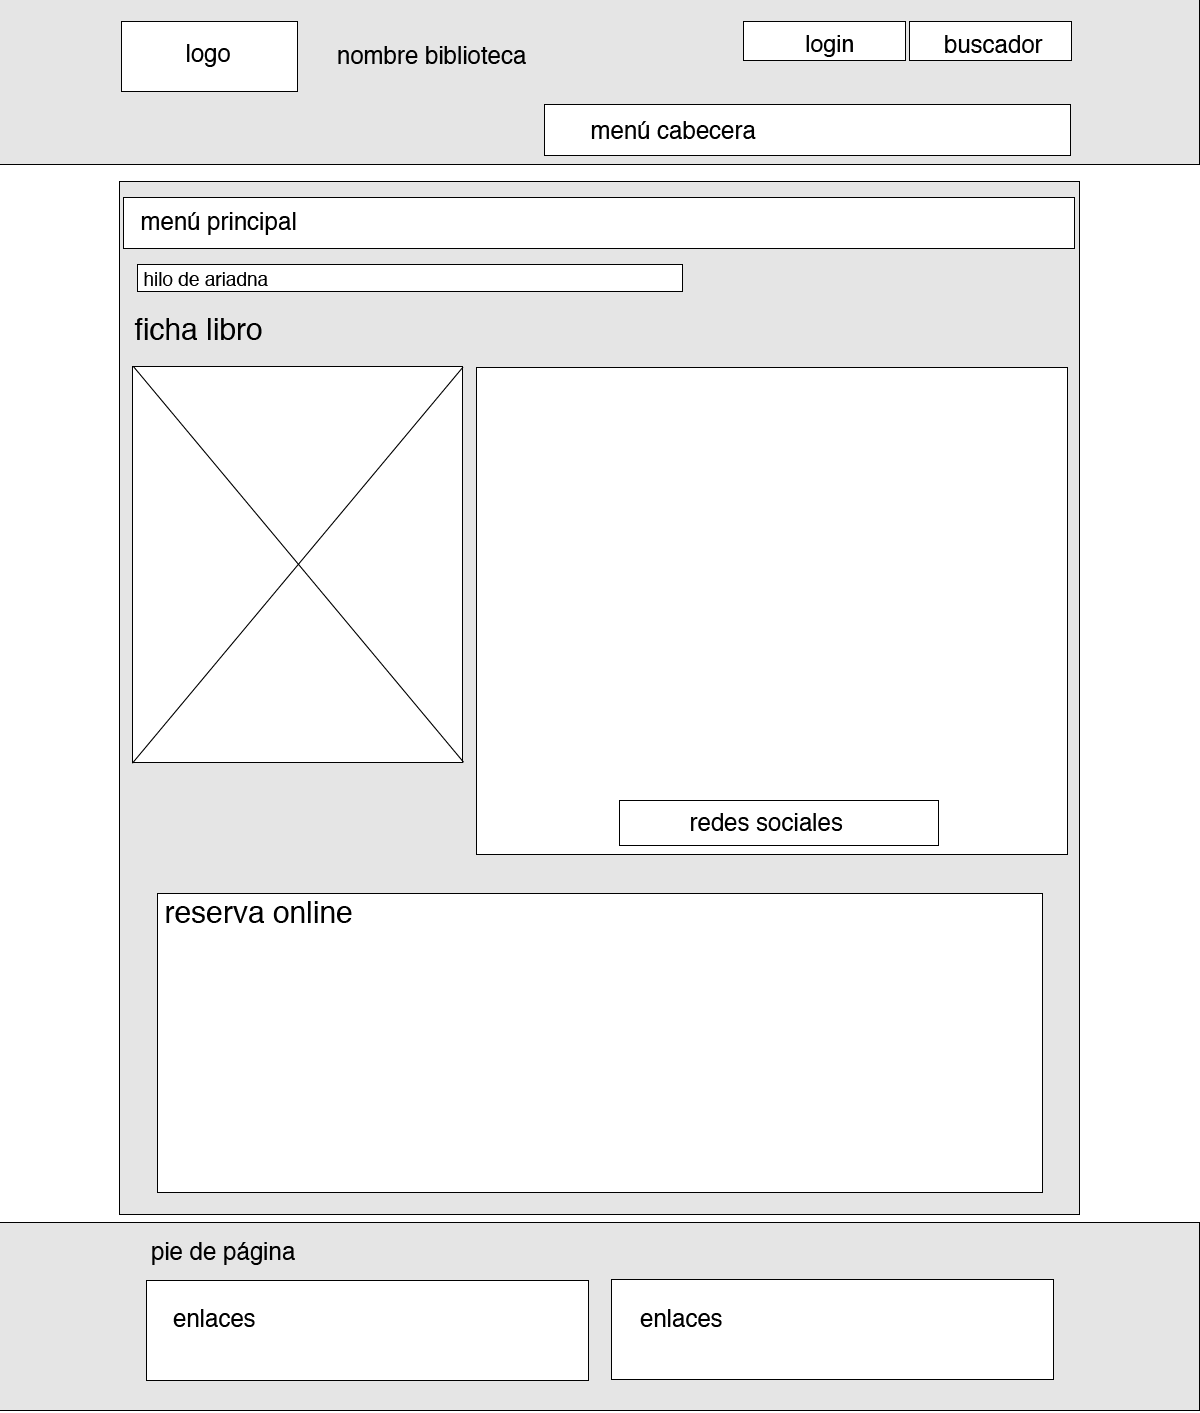 logo
nombre biblioteca
login
buscador
menú cabecera
menú principal
hilo de ariadna
ficha libro
redes sociales
reserva online
pie de página
enlaces
enlaces